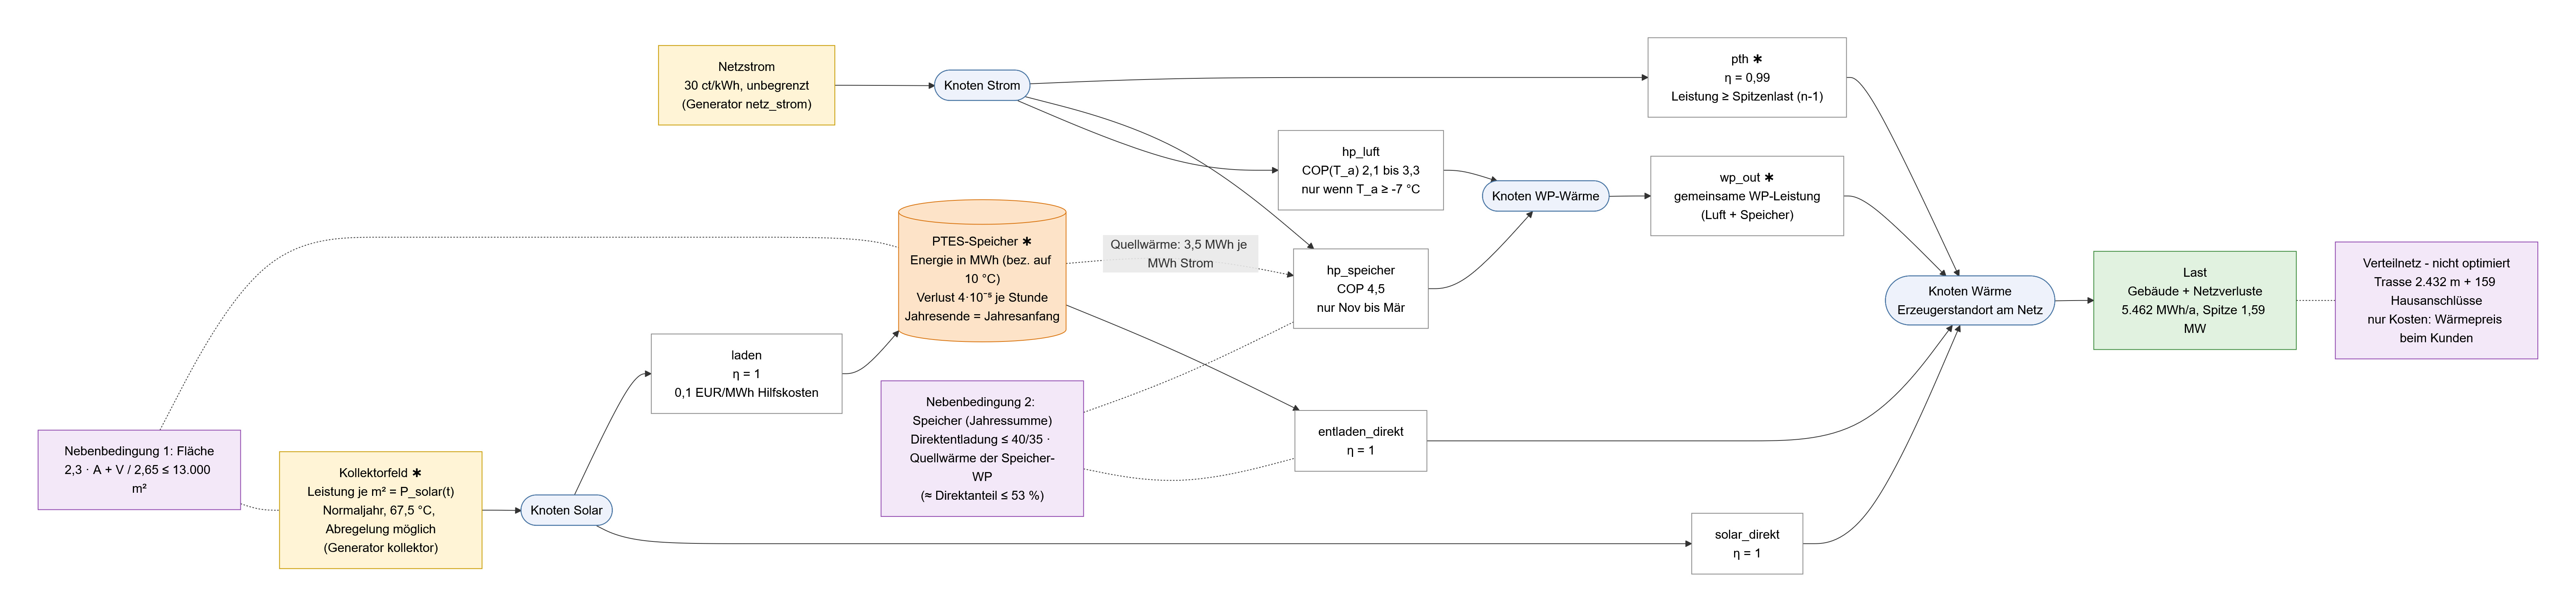 Netzstrom
30 ct/kWh, unbegrenzt
(Generator netz_strom)
Knoten Strom
pth ✱
η = 0,99
Leistung ≥ Spitzenlast (n-1)
hp_luft
COP(T_a) 2,1 bis 3,3
nur wenn T_a ≥ -7 °C
Knoten WP-Wärme
wp_out ✱
gemeinsame WP-Leistung
(Luft + Speicher)
PTES-Speicher ✱
Energie in MWh (bez. auf
10 °C)
Verlust 4·10⁻⁵ je Stunde
Jahresende = Jahresanfang
Quellwärme: 3,5 MWh je
MWh Strom
hp_speicher
COP 4,5
nur Nov bis Mär
Knoten Wärme
Erzeugerstandort am Netz
Last
Gebäude + Netzverluste
5.462 MWh/a, Spitze 1,59
MW
Verteilnetz - nicht optimiert
Trasse 2.432 m + 159
Hausanschlüsse
nur Kosten: Wärmepreis
beim Kunden
laden
η = 1
0,1 EUR/MWh Hilfskosten
Nebenbedingung 2:
Speicher (Jahressumme)
Direktentladung ≤ 40/35 ·
Quellwärme der Speicher-
WP
(≈ Direktanteil ≤ 53 %)
entladen_direkt
η = 1
Nebenbedingung 1: Fläche
2,3 · A + V / 2,65 ≤ 13.000
m²
Kollektorfeld ✱
Leistung je m² = P_solar(t)
Normaljahr, 67,5 °C,
Abregelung möglich
(Generator kollektor)
Knoten Solar
solar_direkt
η = 1